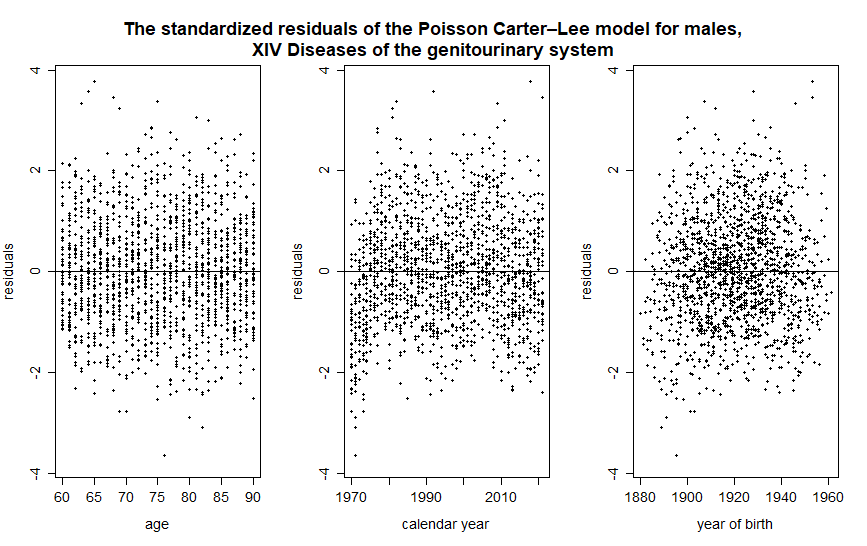 The standardized residuals of the Poisson Carter–Lee model for males,
XIV Diseases of the genitourinary system
residuals
4
2
0
-2
-4
60 65 70 75 80 85 90
age
residuals
4
2
0
-2
-4
1970 1990 2010
calendar year
residuals
4
2
0
-2
-4
1880 1900 1920 1940 1960
year of birth